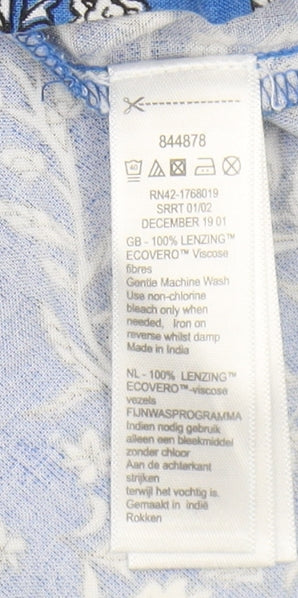 844878
40
RN42-1768019
SRRT 01/02
DECEMBER 19 01
GB - 100% LENZING™
ECOVERO™ Viscose
fibres
Gentle Machine Wash
Use non-chlorine
bleach only when
needed, Iron on
reverse whilst damp
Made in India
NL - 100% LENZING™
ECOVERO™-viscose
vezels
FIJNWASPROGRAMMA
Indien nodig gebruik
alleen een bleekmiddel
zonder chloor
Aan de achterkant
strijken
terwijl het vochtig is.
Gemaakt in indië
Rokken